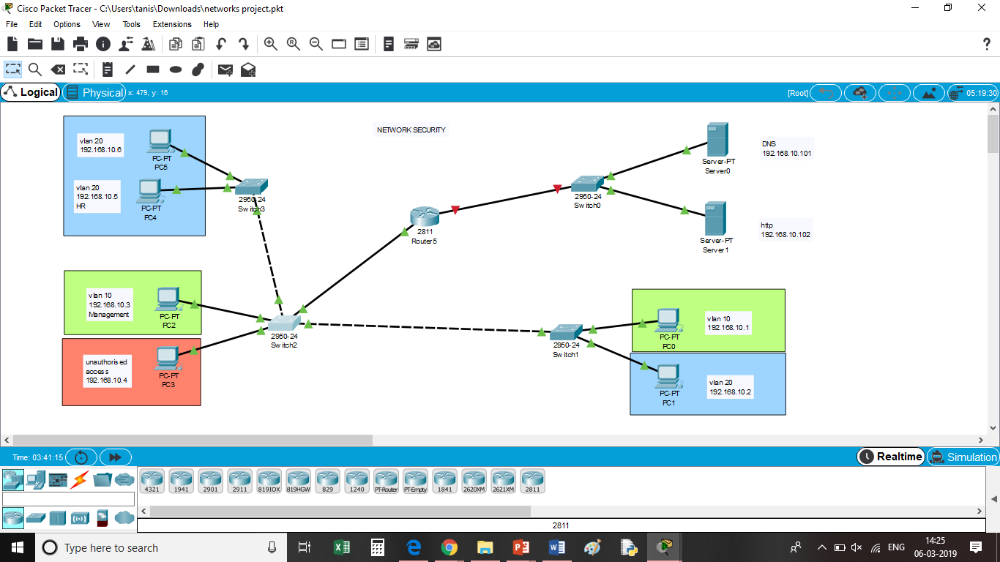 Cisco Packet Tracer - C:\Users\tanis\Downloads\networks project.pkt
File Edit Options View Tools Extensions Help
?
Logical Physical x: 479, y: 16 [Root] 05:19:30
NETWORK SECURITY
vlan 20
192.168.10.6
PC-PT
PC5
vlan 20
192.168.10.5
HR
PC-PT
PC4
2950-24
Switch3
2811
Router5
2950-24
Switch0
Server-PT
Server0
DNS
192.168.10.101
Server-PT
Server1
http
192.168.10.102
vlan 10
192.168.10.3
Management
PC-PT
PC2
unauthorised
access
192.168.10.4
PC-PT
PC3
2950-24
Switch2
2950-24
Switch1
PC-PT
PC0
vlan 10
192.168.10.1
PC-PT
PC1
vlan 20
192.168.10.2
Time: 03:41:15 Realtime Simulation
4321 1941 2901 2911 819IOX 819HGW 829 1240 PT-Router PT-Empty 1841 2620XM 2621XM 2811
2811
Type here to search
ENG
14:25
06-03-2019